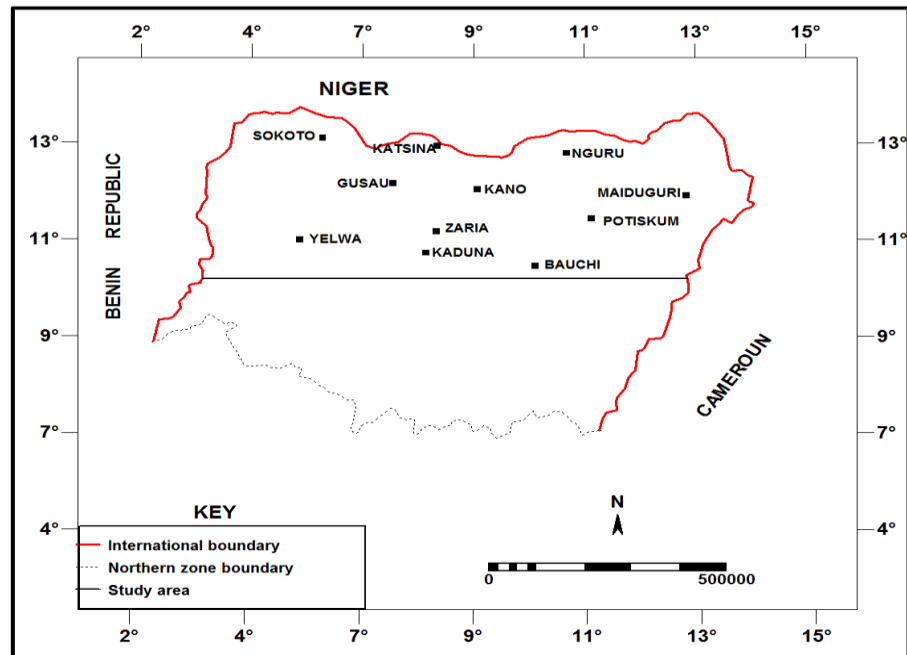 2° 4° 7° 9° 11° 13° 15°
NIGER
13° 13°
SOKOTO
KATSINA
NGURU
GUSAU
KANO
MAIDUGURI
POTISKUM
ZARIA
YELWA
KADUNA
BAUCHI
11° 11°
BENIN REPUBLIC
9° 9°
CAMEROUN
7° 7°
KEY
N
4° 4°
International boundary
Northern zone boundary
Study area
0 500000
2° 4° 7° 9° 11° 13° 15°